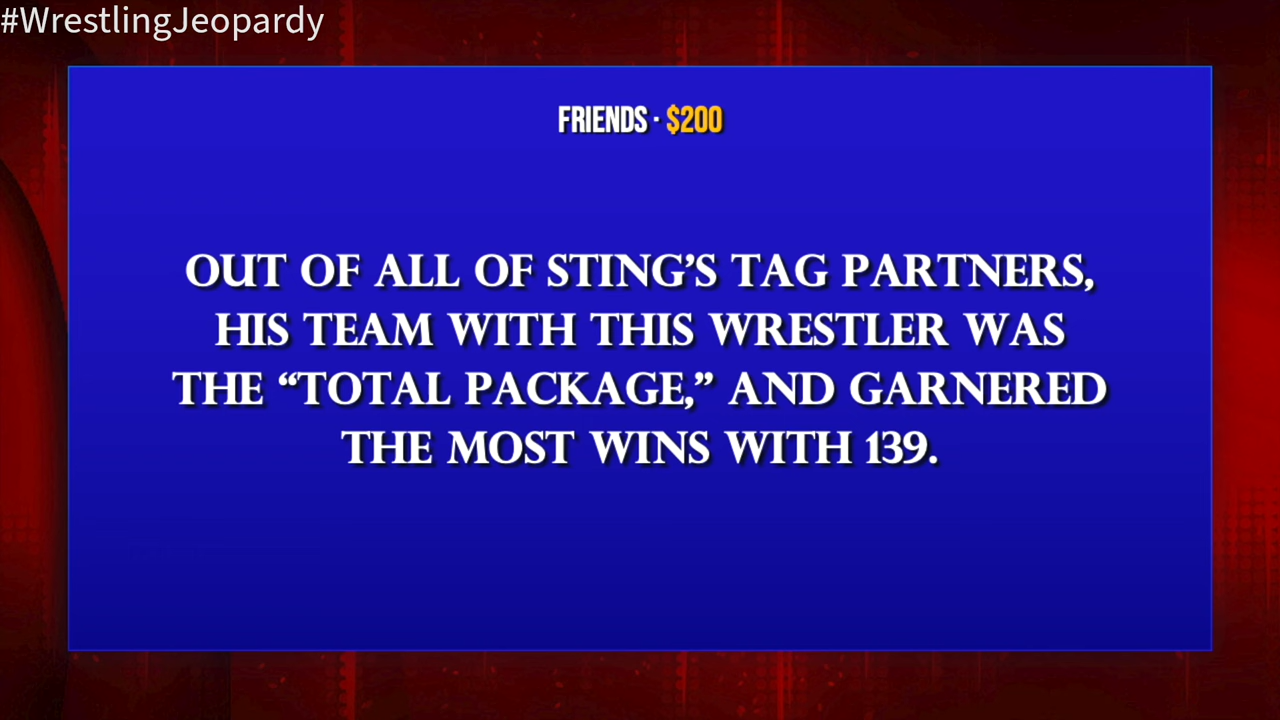 #WrestlingJeopardy
FRIENDS · $200
OUT OF ALL OF STING’S TAG PARTNERS,
HIS TEAM WITH THIS WRESTLER WAS
THE “TOTAL PACKAGE,” AND GARNERED
THE MOST WINS WITH 139.